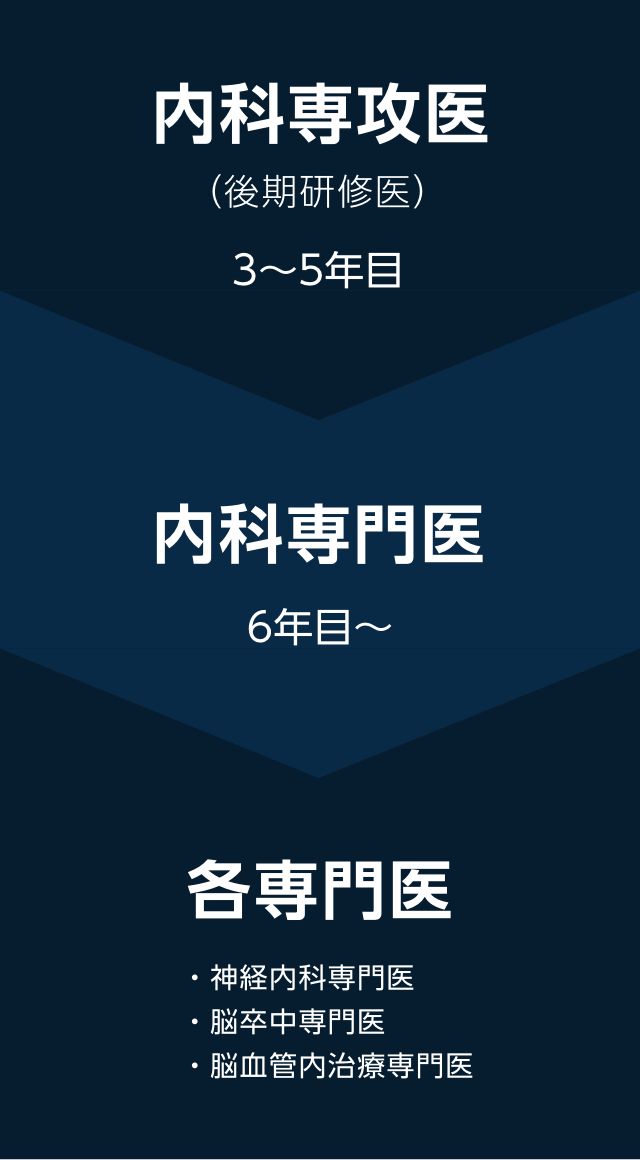 内科専攻医
（後期研修医）
3〜5年目
内科専門医
6年目〜
各専門医
・神経内科専門医
・脳卒中専門医
・脳血管内治療専門医